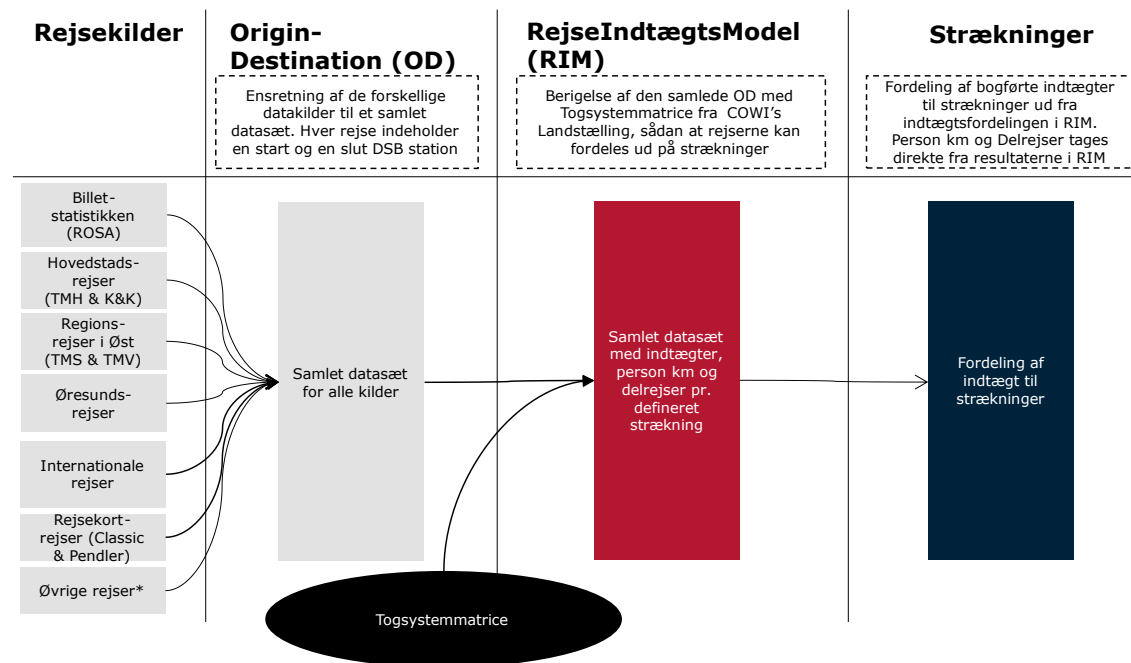 Rejsekilder
Origin-
Destination (OD)
RejseIndtægtsModel
(RIM)
Strækninger
Ensretning af de forskellige
datakilder til et samlet
datasæt. Hver rejse indeholder
en start og en slut DSB station
Berigelse af den samlede OD med
Togsystemmatrice fra COWI's
Landstælling, sådan at rejserne kan
fordeles ud på strækninger
Fordeling af bogførte indtægter
til strækninger ud fra
indtægtsfordelingen i RIM.
Person km og Delrejser tages
direkte fra resultaterne i RIM
Billet-
statistikken
(ROSA)
Hovedstads-
rejser
(TMH & K&K)
Regions-
rejser i Øst
(TMS & TMV)
Øresunds-
rejser
Internationale
rejser
Rejsekort-
rejser (Classic
& Pendler)
Øvrige rejser*
Samlet datasæt
for alle kilder
Samlet datasæt
med indtægter,
person km og
delrejser pr.
defineret
strækning
Fordeling af
indtægt til
strækninger
Togsystemmatrice